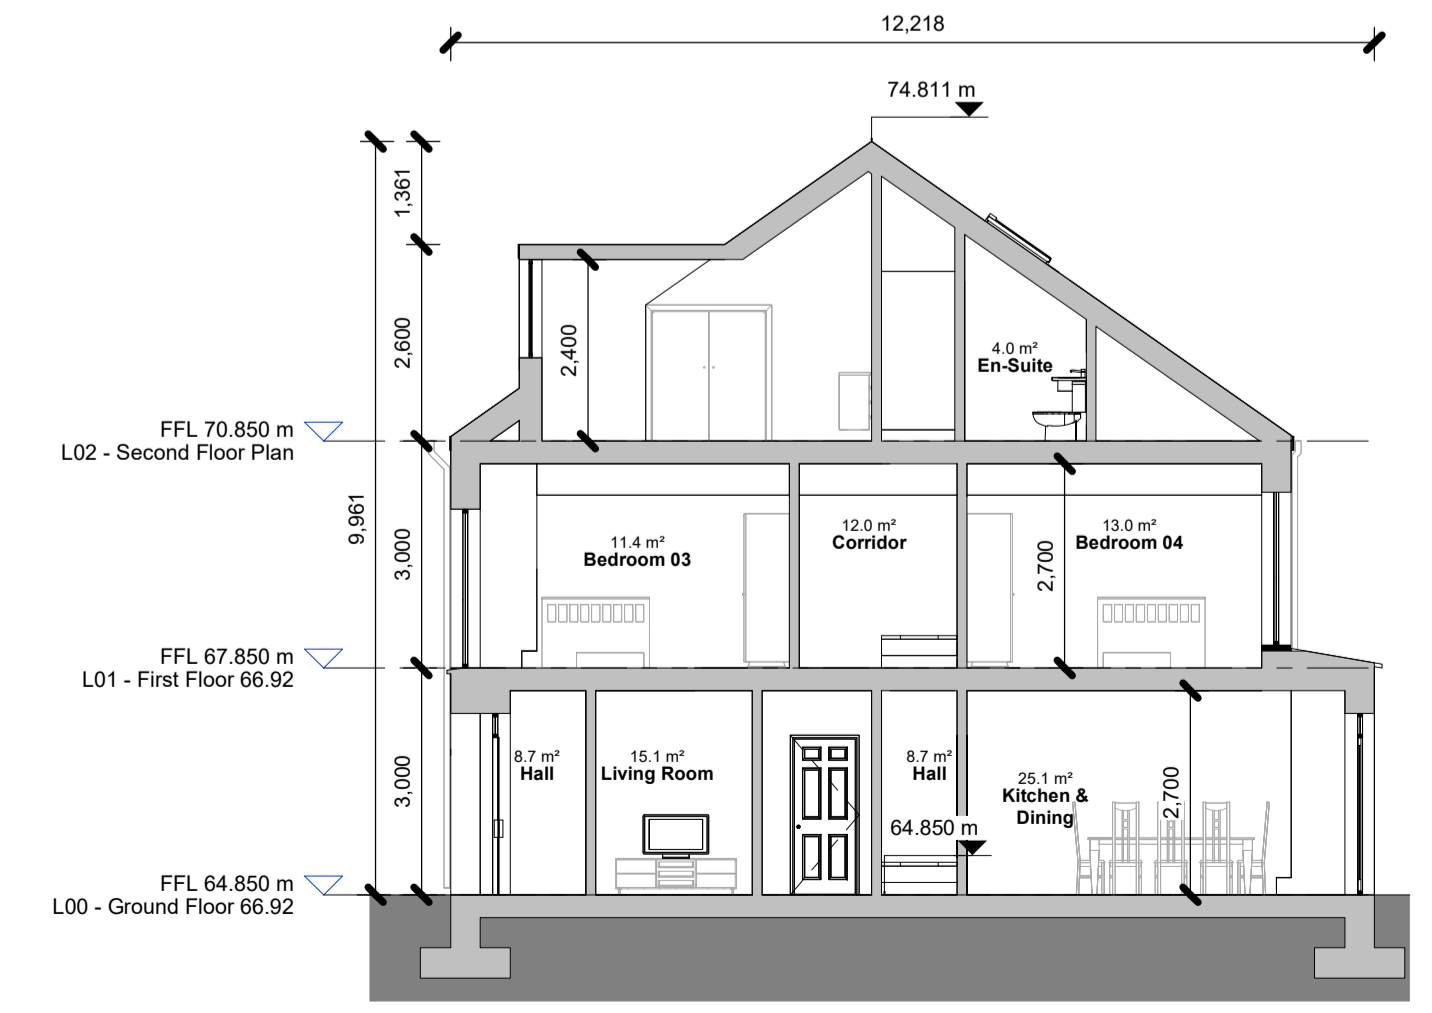 12,218
74.811 m
1,361
2,600
2,400
4.0 m²
En-Suite
FFL 70.850 m
L02 - Second Floor Plan
9,961
3,000
11.4 m²
Bedroom 03
12.0 m²
Corridor
2,700
13.0 m²
Bedroom 04
FFL 67.850 m
L01 - First Floor 66.92
3,000
8.7 m²
Hall
15.1 m²
Living Room
8.7 m²
Hall
25.1 m²
Kitchen &
Dining
2,700
64.850 m
FFL 64.850 m
L00 - Ground Floor 66.92